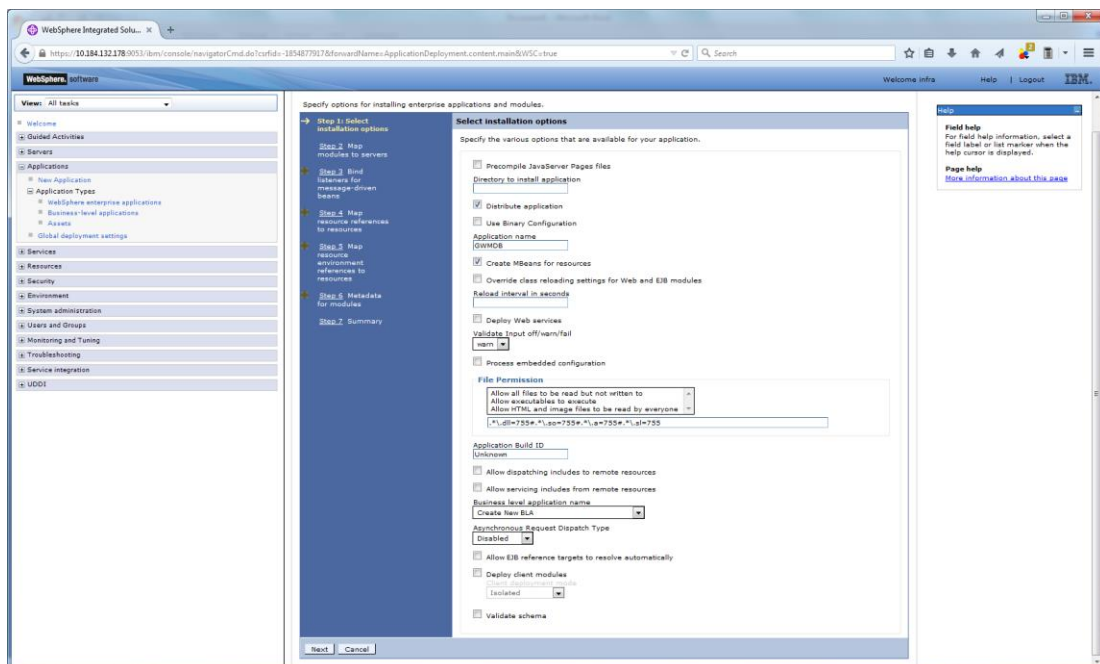 WebSphere Integrated Solu...
https://10.184.132.178:9053/ibm/console/navigatorCmd.do?csrfid=-1854877917&forwardName=ApplicationDeployment.content.main&WSC=true
Search
WebSphere. software
Welcome infra
Help | Logout
IBM.
View: All tasks
Welcome
Guided Activities
Servers
Applications
New Application
Application Types
WebSphere enterprise applications
Business-level applications
Assets
Global deployment settings
Services
Resources
Security
Environment
System administration
Users and Groups
Monitoring and Tuning
Troubleshooting
Service integration
UDDI
Specify options for installing enterprise applications and modules.
Step 1: Select
installation options
Step 2 Map
modules to servers
Step 3 Bind
listeners for
message-driven
beans
Step 4 Map
resource references
to resources
Step 5 Map
resource
environment
references to
resources
Step 6 Metadata
for modules
Step 7 Summary
Select installation options
Specify the various options that are available for your application.
Precompile JavaServer Pages files
Directory to install application
Distribute application
Use Binary Configuration
Application name
GWMDB
Create MBeans for resources
Override class reloading settings for Web and EJB modules
Reload interval in seconds
Deploy Web services
Validate Input off/warn/fail
warn
Process embedded configuration
File Permission
Allow all files to be read but not written to
Allow executables to execute
Allow HTML and image files to be read by everyone
.*\.dll=755#.*\.so=755#.*\.a=755#.*\.sl=755
Application Build ID
Unknown
Allow dispatching includes to remote resources
Allow servicing includes from remote resources
Business level application name
Create New BLA
Asynchronous Request Dispatch Type
Disabled
Allow EJB reference targets to resolve automatically
Deploy client modules
Client deployment mode
Isolated
Validate schema
Next
Cancel
Help
Field help
For field help information, select a
field label or list marker when the
help cursor is displayed.
Page help
More information about this page